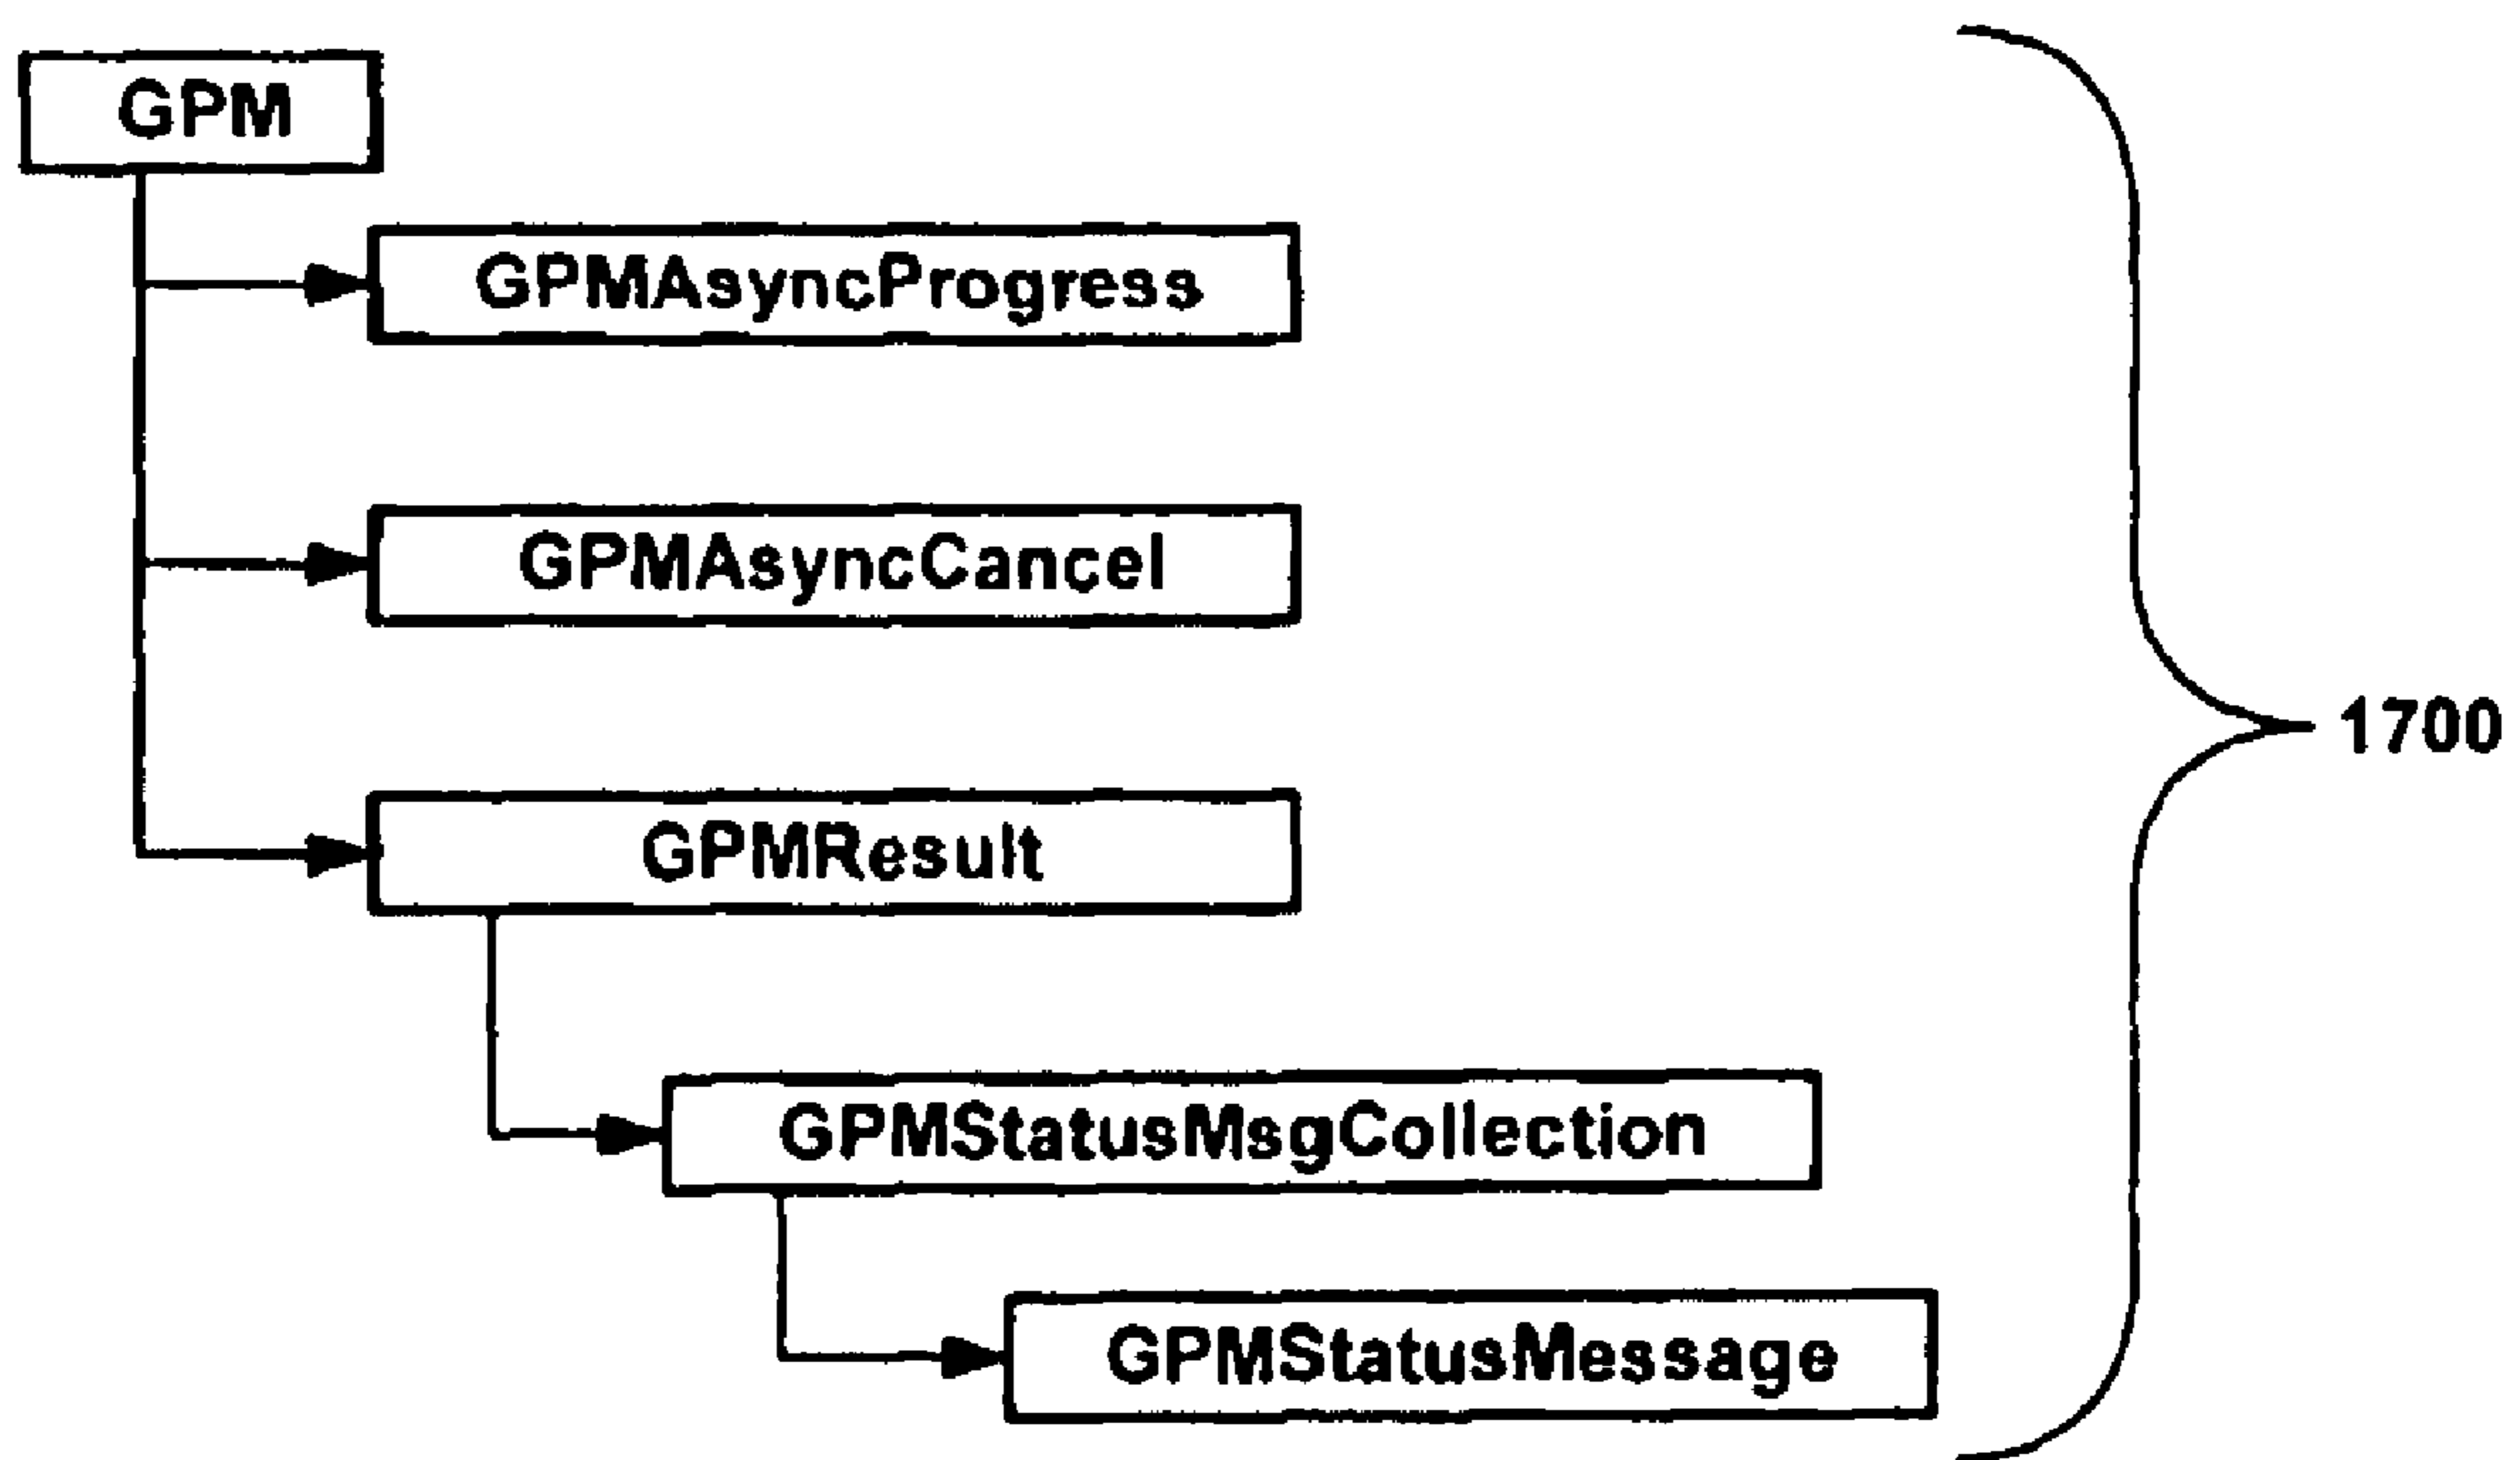 GPM
GPMAsyncProgress
GPMAsyncCancel
GPMResult
1700
GPMStatusMsgCollection
GPMStatusMessage